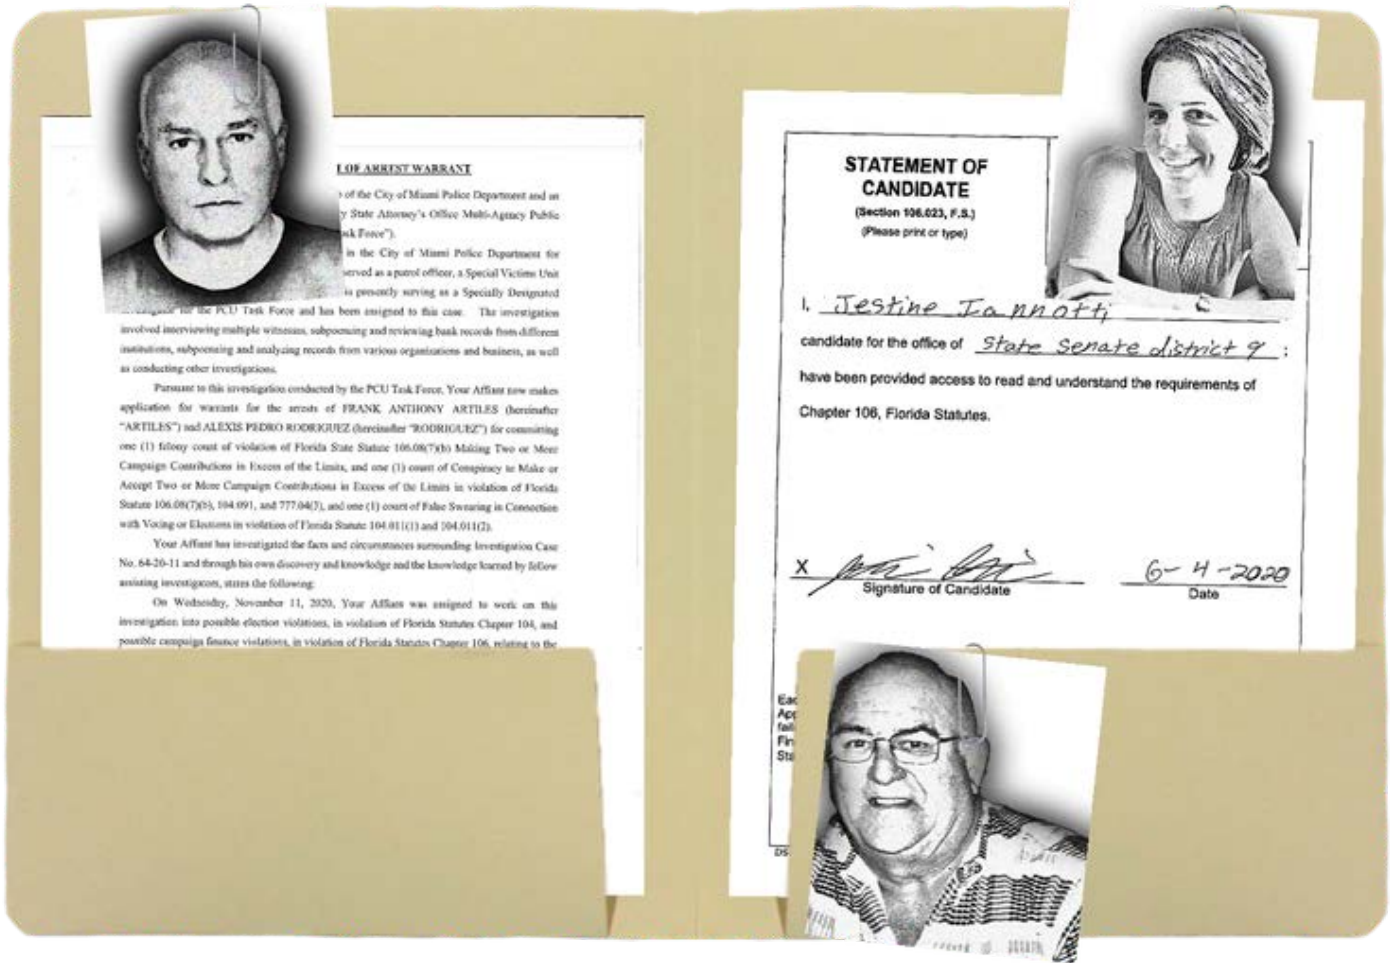 OF ARREST WARRANT
of the City of Miami Police Department and an
State Attorney's Office Multi-Agency Public
Force").
in the City of Miami Police Department for
served as a patrol officer, a Special Victims Unit
is presently serving as a Specially Designated
for the PCU Task Force and has been assigned to this case. The investigation
involved interviewing multiple witnesses, subpoenaing and reviewing bank records from different
institutions, subpoenaing and analyzing records from various organizations and business, as well
as conducting other investigations.
Pursuant to this investigation conducted by the PCU Task Force, Your Affiant now makes
application for warrants for the arrests of FRANK ANTHONY ARTILES (hereinafter
"ARTILES") and ALEXIS PEDRO RODRIGUEZ (hereinafter "RODRIGUEZ") for committing
one (1) felony count of violation of Florida State Statute 106.08(7)(b) Making Two or More
Campaign Contributions in Excess of the Limits, and one (1) count of Conspiracy to Make or
Accept Two or More Campaign Contributions in Excess of the Limits in violation of Florida
Statute 106.08(7)(b), 104.091, and 777.04(3), and one (1) count of False Swearing in Connection
with Voting or Elections in violation of Florida Statute 104.011(1) and 104.011(2).
Your Affiant has investigated the facts and circumstances surrounding Investigation Case
No. 64-20-11 and through his own discovery and knowledge and the knowledge learned by fellow
assisting investigators, states the following:
On Wednesday, November 11, 2020, Your Affiant was assigned to work on this
investigation into possible election violations, in violation of Florida Statutes Chapter 104, and
possible campaign finance violations, in violation of Florida Statutes Chapter 106, relating to the
STATEMENT OF
CANDIDATE
(Section 106.023, F.S.)
(Please print or type)
I, Jestine Iannotti
candidate for the office of State Senate district 9 ;
have been provided access to read and understand the requirements of
Chapter 106, Florida Statutes.
X
Signature of Candidate
6-4-2020
Date
DS